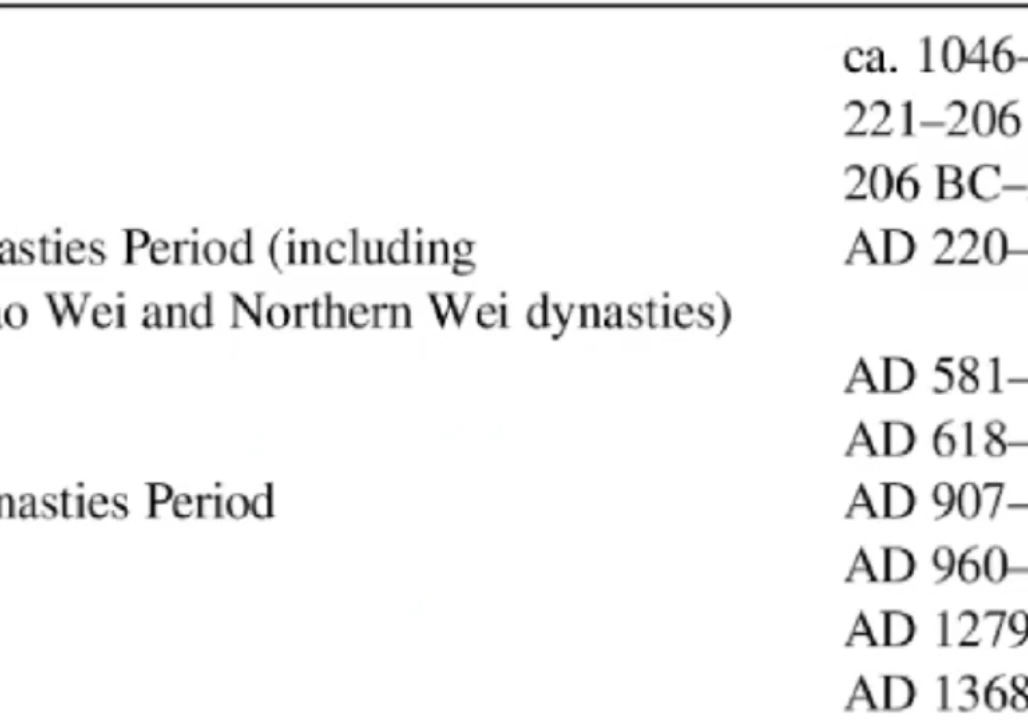 ca. 1046–
221–206
206 BC–
asties Period (including AD 220–
o Wei and Northern Wei dynasties)
AD 581–
AD 618–
nasties Period AD 907–
AD 960–
AD 1279
AD 1368